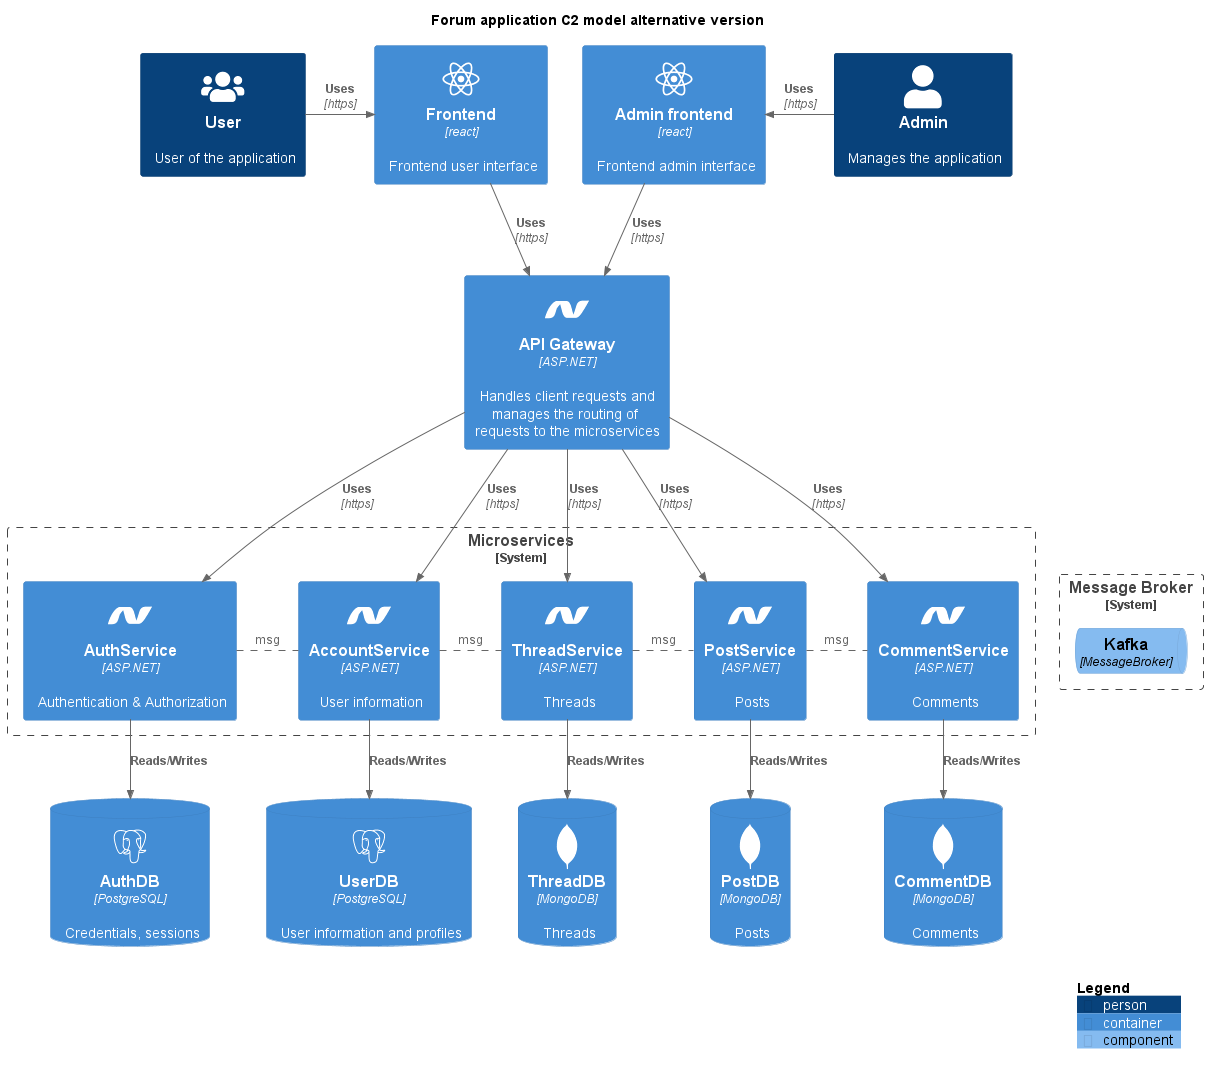 Forum application C2 model alternative version
User
User of the application
Uses
[https]
Frontend
[react]
Frontend user interface
Admin frontend
[react]
Frontend admin interface
Uses
[https]
Admin
Manages the application
Uses
[https]
Uses
[https]
API Gateway
[ASP.NET]
Handles client requests and
manages the routing of
requests to the microservices
Uses
[https]
Uses
[https]
Uses
[https]
Uses
[https]
Uses
[https]
Microservices
[System]
AuthService
[ASP.NET]
Authentication & Authorization
msg
AccountService
[ASP.NET]
User information
msg
ThreadService
[ASP.NET]
Threads
msg
PostService
[ASP.NET]
Posts
msg
CommentService
[ASP.NET]
Comments
Message Broker
[System]
Kafka
[MessageBroker]
Reads/Writes
Reads/Writes
Reads/Writes
Reads/Writes
Reads/Writes
AuthDB
[PostgreSQL]
Credentials, sessions
UserDB
[PostgreSQL]
User information and profiles
ThreadDB
[MongoDB]
Threads
PostDB
[MongoDB]
Posts
CommentDB
[MongoDB]
Comments
Legend
person
container
component